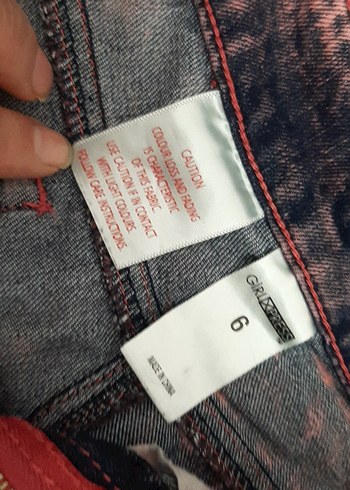 CAUTION
COLOUR LOSS AND FADING
IS CHARACTERISTIC
OF THIS FABRIC.
USE CAUTION IF IN CONTACT
WITH LIGHT COLOURS.
FOLLOW CARE INSTRUCTIONS.
GIRLXPRESS
6
MADE IN CHINA